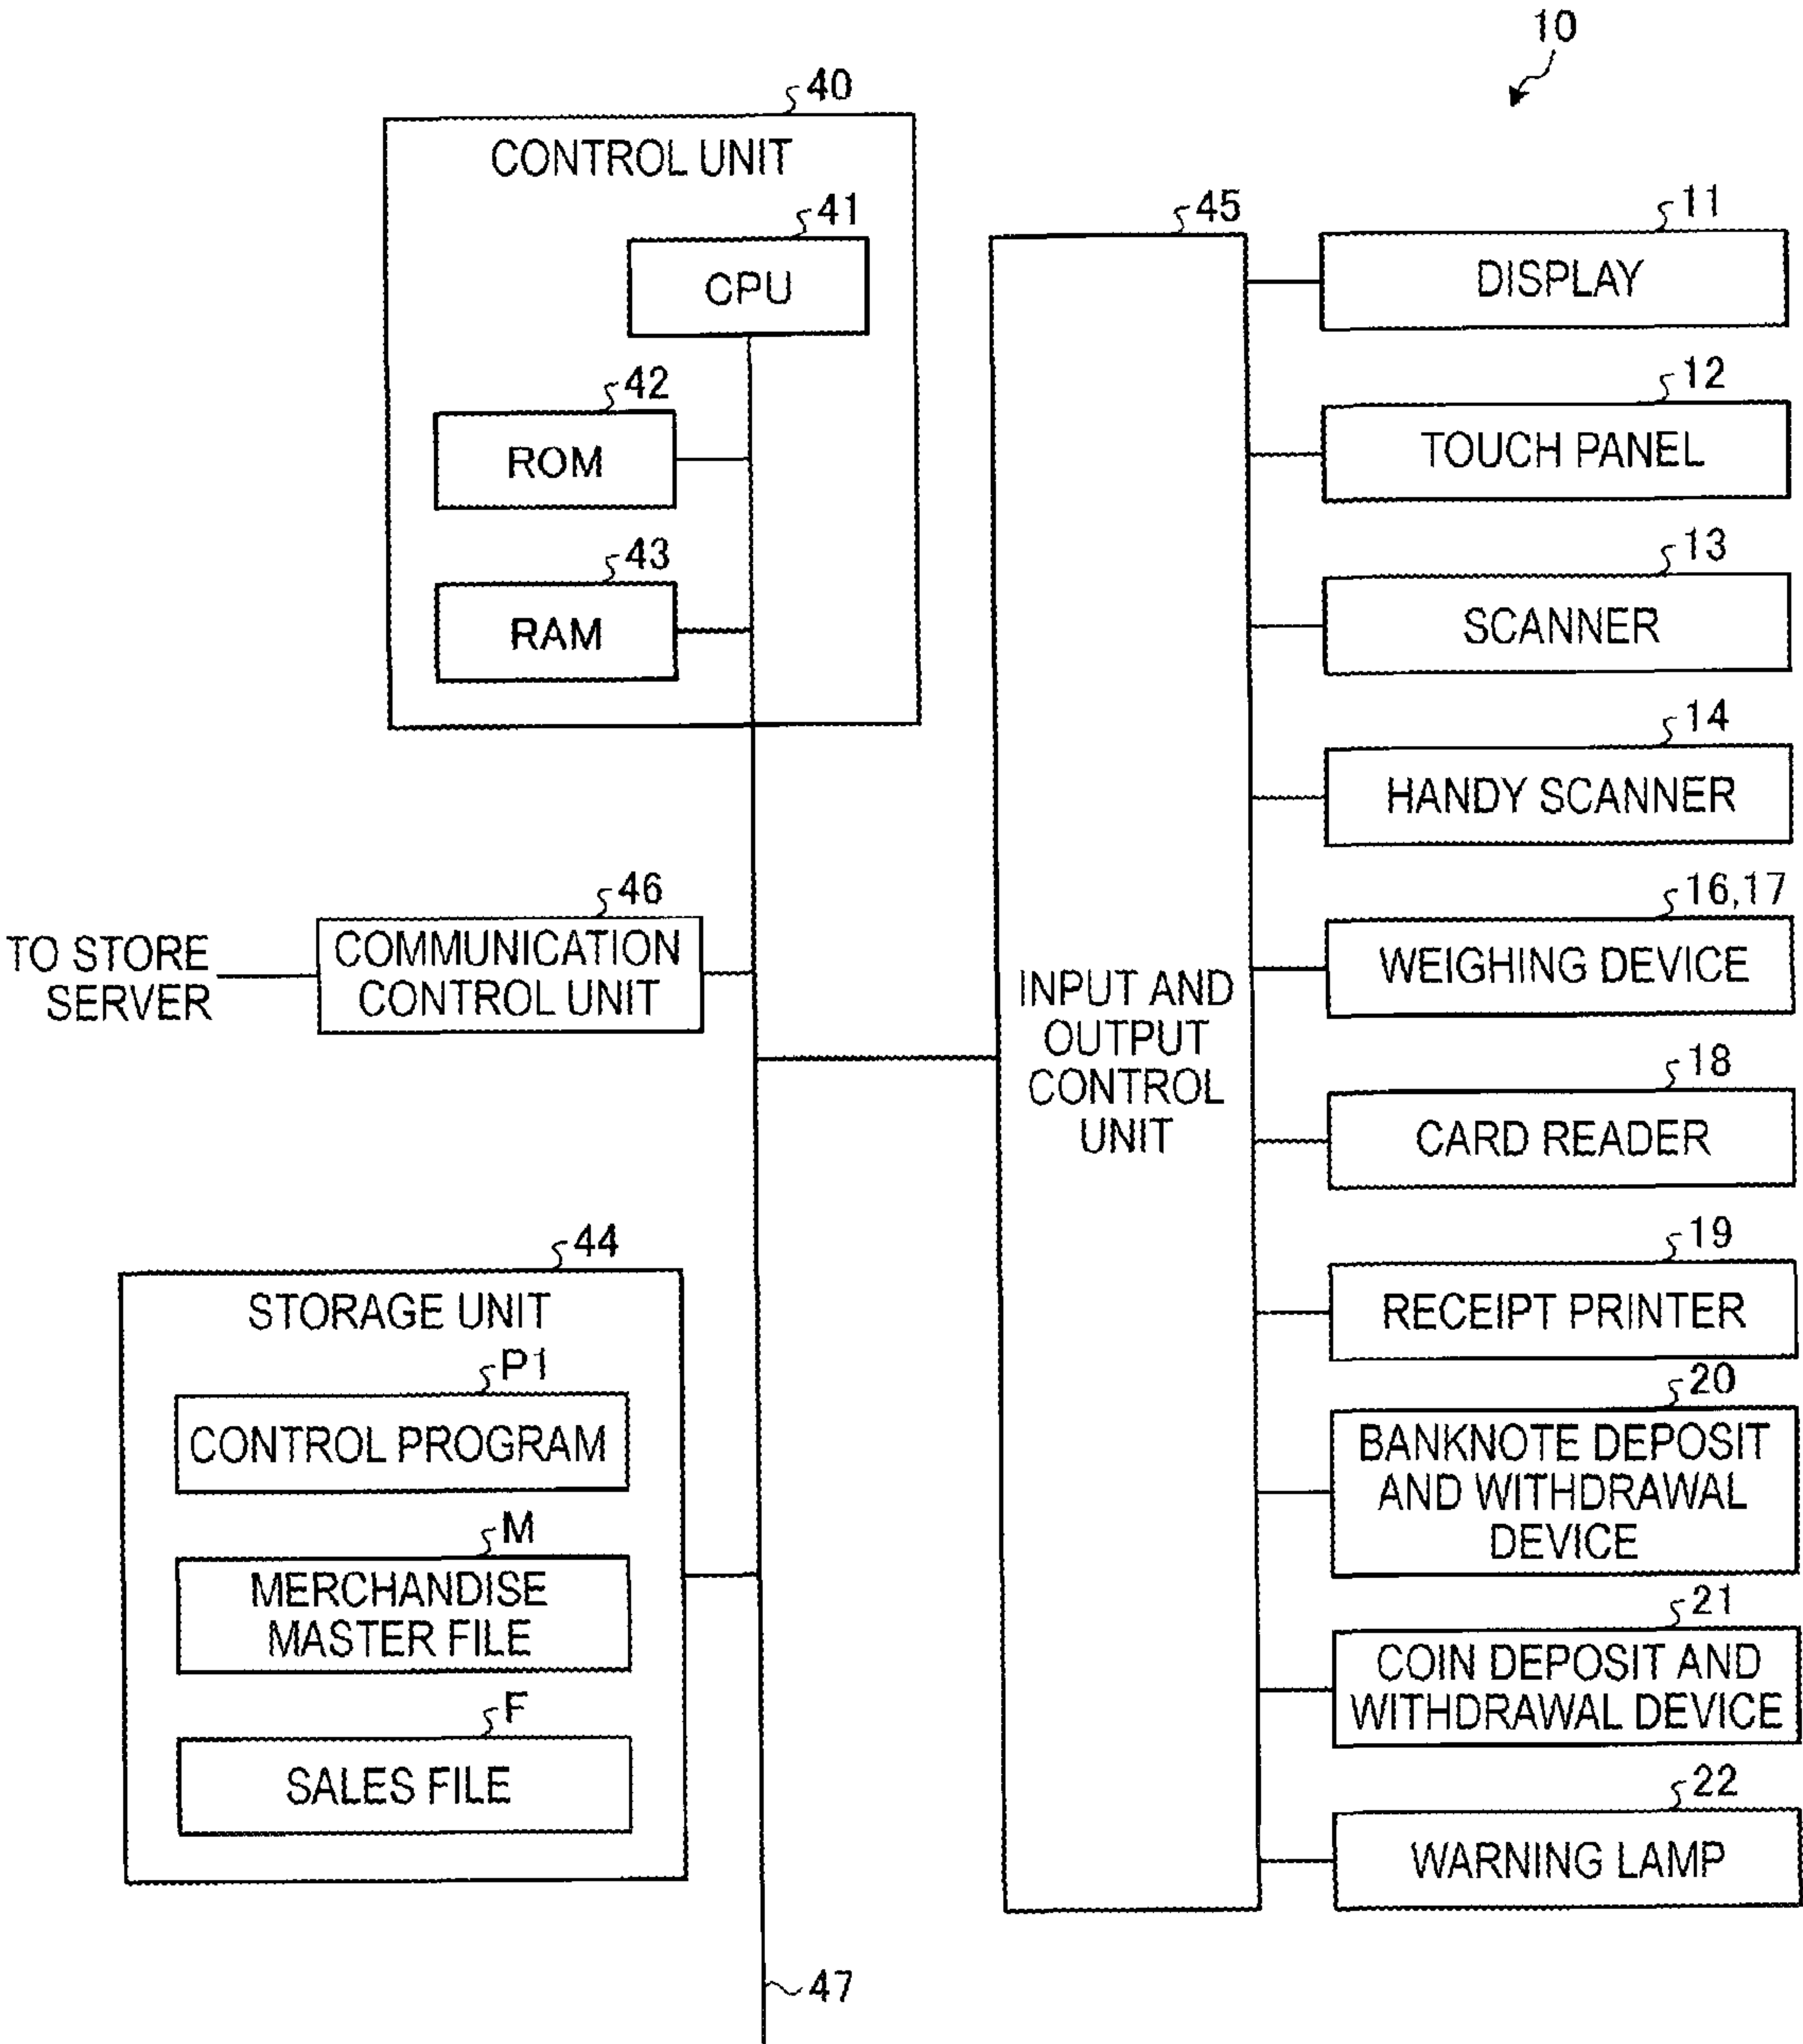 10
40
CONTROL UNIT
41
CPU
42
ROM
43
RAM
46
TO STORE
SERVER
COMMUNICATION
CONTROL UNIT
44
STORAGE UNIT
P1
CONTROL PROGRAM
M
MERCHANDISE
MASTER FILE
F
SALES FILE
47
45
INPUT AND
OUTPUT
CONTROL
UNIT
11
DISPLAY
12
TOUCH PANEL
13
SCANNER
14
HANDY SCANNER
16,17
WEIGHING DEVICE
18
CARD READER
19
RECEIPT PRINTER
20
BANKNOTE DEPOSIT
AND WITHDRAWAL
DEVICE
21
COIN DEPOSIT AND
WITHDRAWAL DEVICE
22
WARNING LAMP